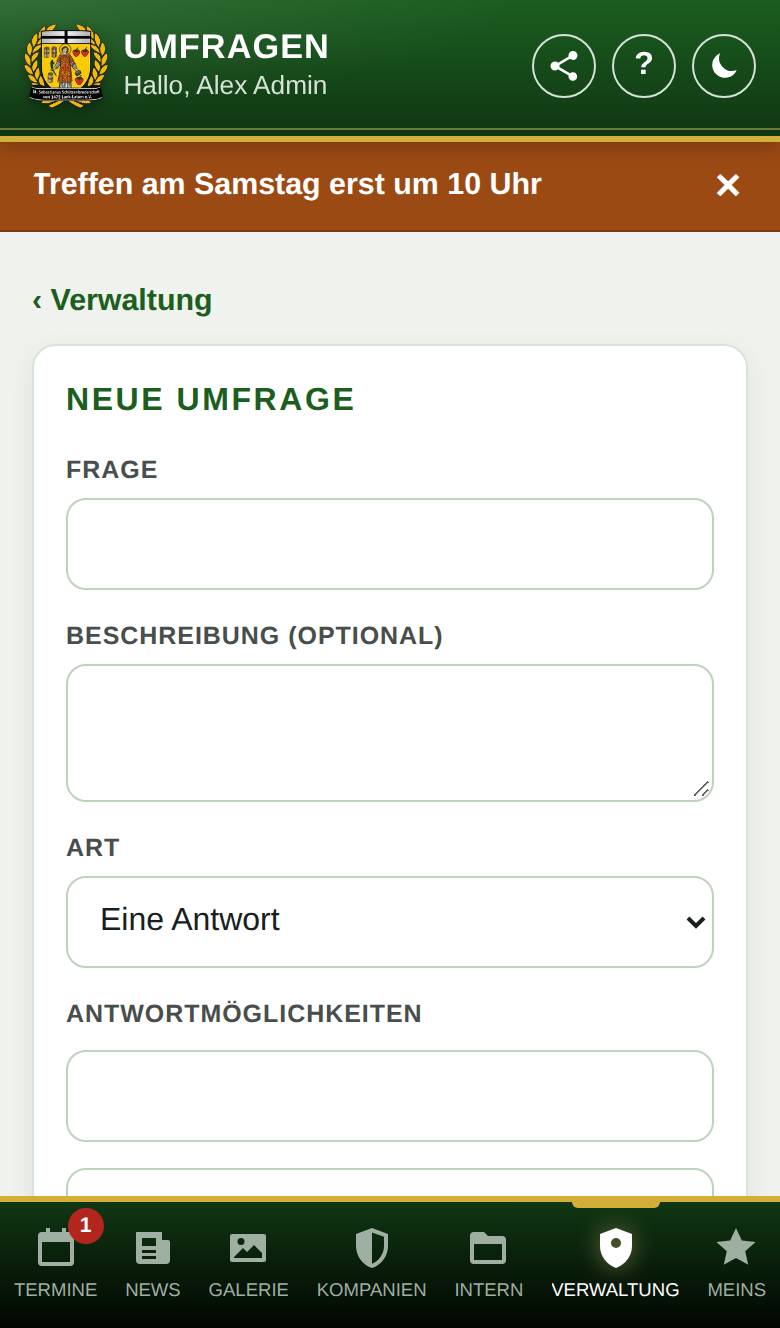 UMFRAGEN
Hallo, Alex Admin
?
Treffen am Samstag erst um 10 Uhr
‹ Verwaltung
NEUE UMFRAGE
FRAGE
BESCHREIBUNG (OPTIONAL)
ART
Eine Antwort
ANTWORTMÖGLICHKEITEN
1
TERMINE NEWS GALERIE KOMPANIEN INTERN VERWALTUNG MEINS